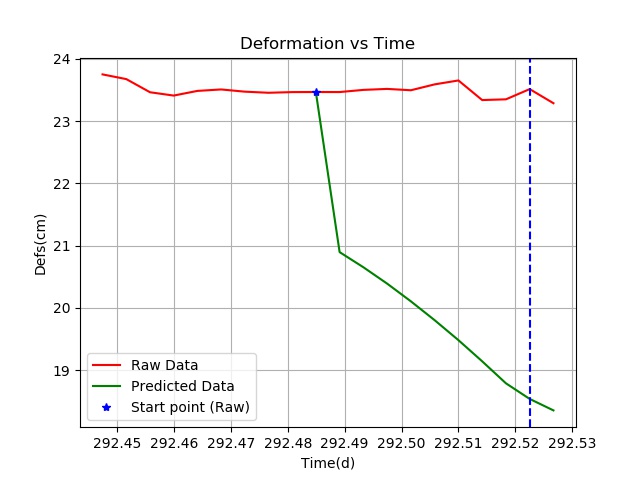 Deformation vs Time
Defs(cm)
24
23
22
21
20
19
Raw Data
Predicted Data
Start point (Raw)
292.45 292.46 292.47 292.48 292.49 292.50 292.51 292.52 292.53
Time(d)